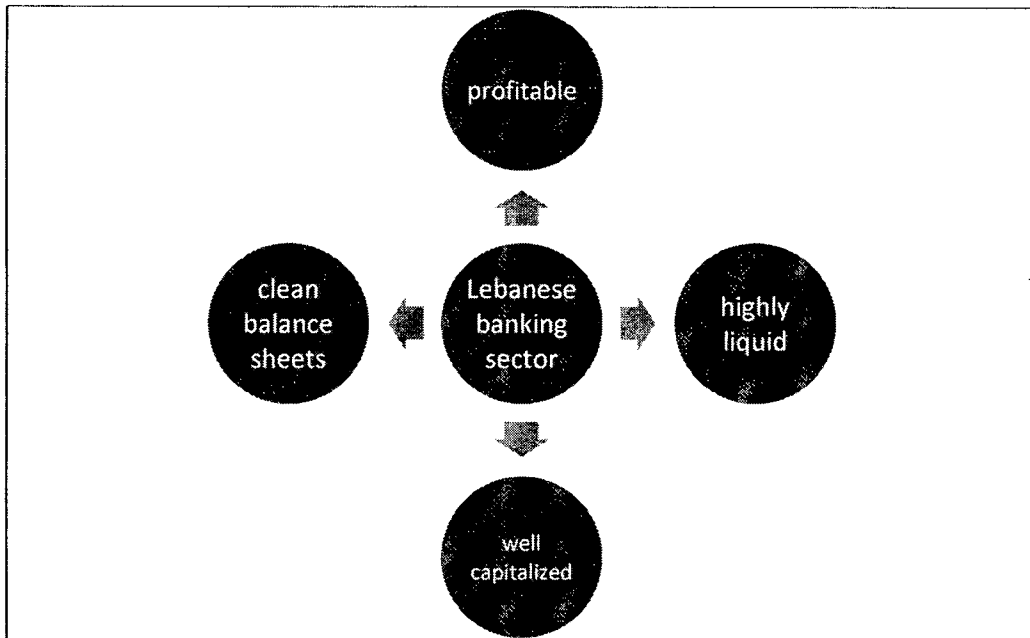 profitable
clean
balance
sheets
Lebanese
banking
sector
highly
liquid
well
capitalized